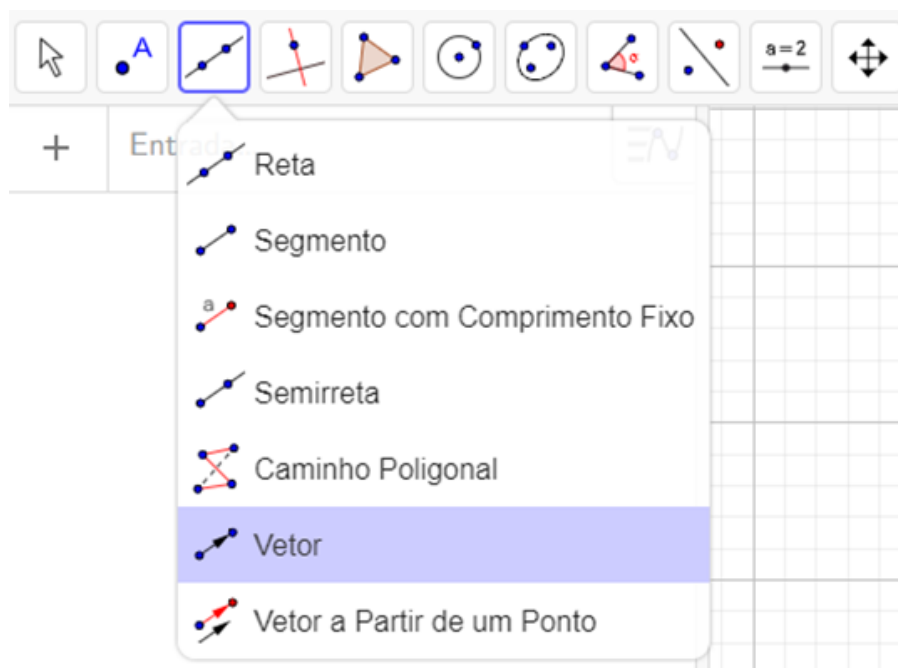 A
α
a=2
+
Entrada...
Reta
Segmento
a
Segmento com Comprimento Fixo
Semirreta
Caminho Poligonal
Vetor
Vetor a Partir de um Ponto